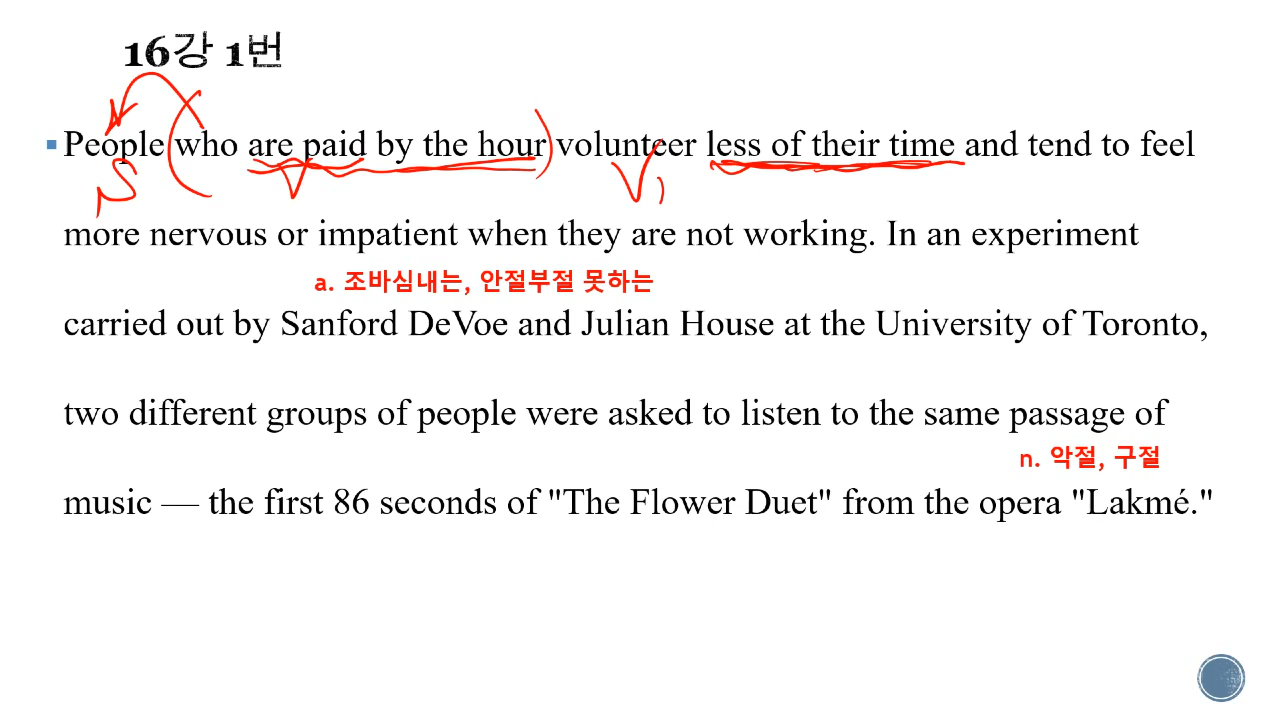 16강 1번
People who are paid by the hour volunteer less of their time and tend to feel
S V V₁
more nervous or impatient when they are not working. In an experiment
a. 조바심내는, 안절부절 못하는
carried out by Sanford DeVoe and Julian House at the University of Toronto,
two different groups of people were asked to listen to the same passage of
n. 악절, 구절
music — the first 86 seconds of "The Flower Duet" from the opera "Lakmé."